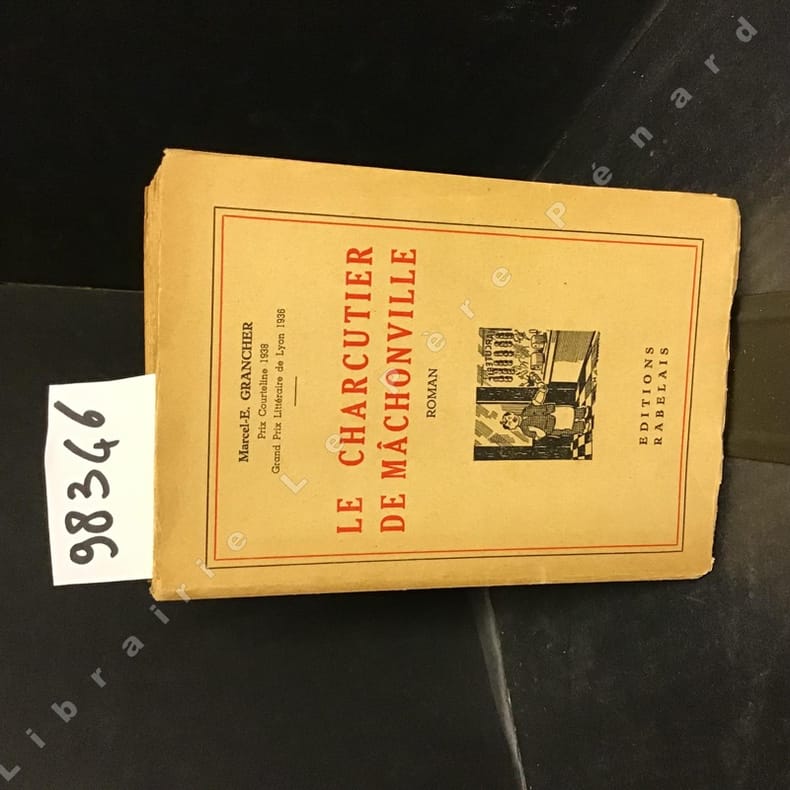 Marcel-E. GRANCHER
Prix Courteline 1938
Grand Prix Littéraire de Lyon 1936
LE CHARCUTIER
DE MÂCHONVILLE
ROMAN
EDITIONS
RABELAIS
98346
Librairie Le Père Pénard